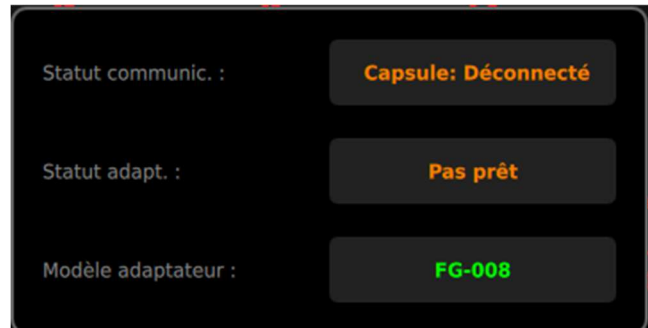 Statut communic. : Capsule: Déconnecté
Statut adapt. : Pas prêt
Modèle adaptateur : FG-008